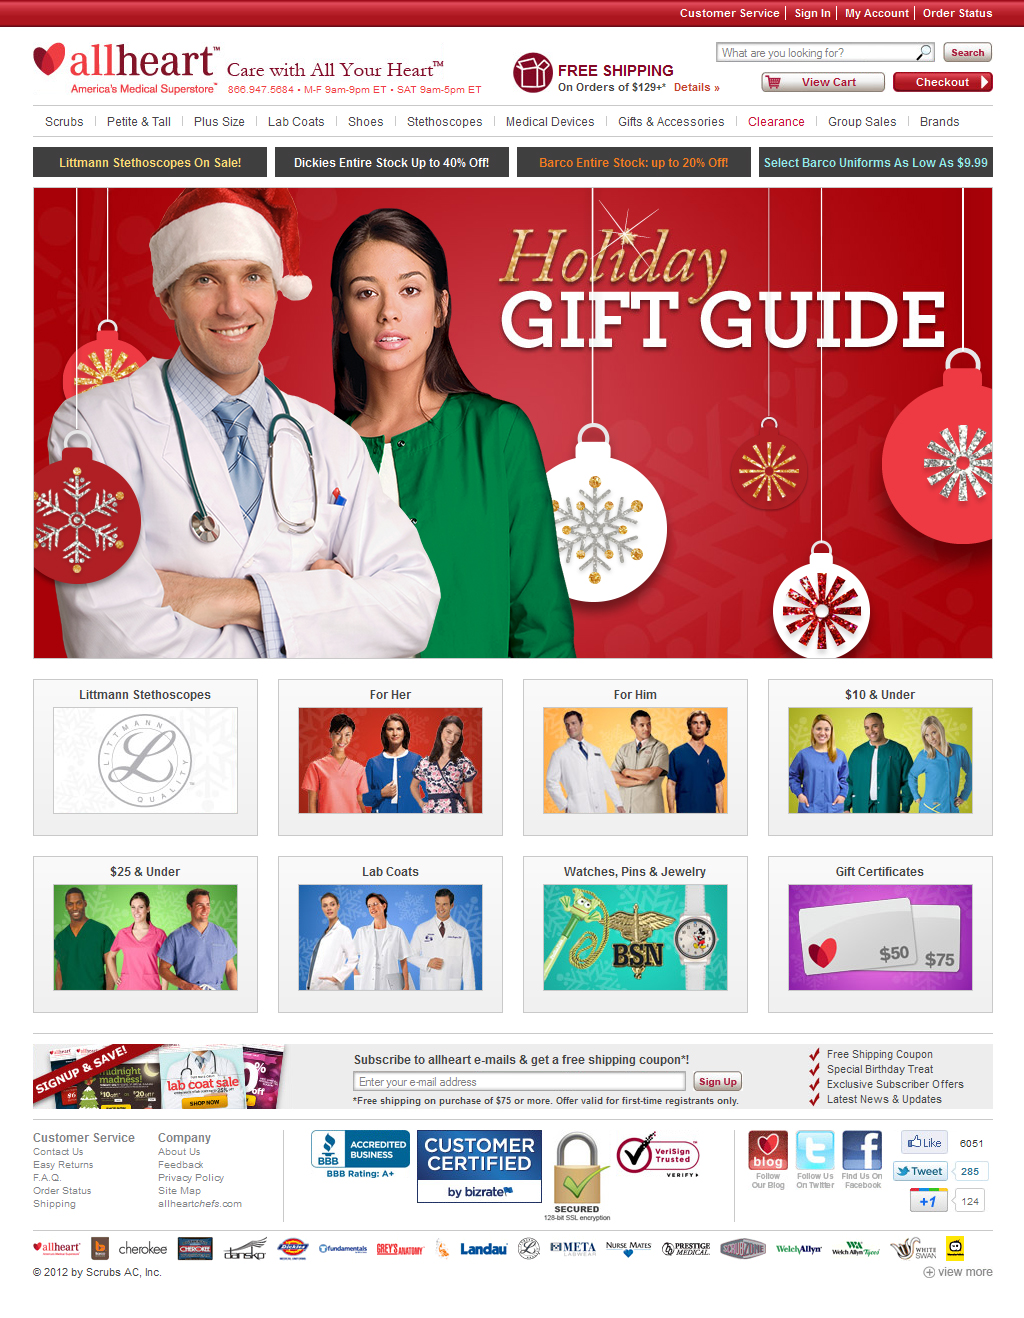 Customer Service | Sign In | My Account | Order Status
allheart™
America's Medical Superstore™
Care with All Your Heart™
866.947.5684 • M-F 9am-9pm ET • SAT 9am-5pm ET
FREE SHIPPING
On Orders of $129+* Details »
What are you looking for?
Search
View Cart
Checkout
Scrubs | Petite & Tall | Plus Size | Lab Coats | Shoes | Stethoscopes | Medical Devices | Gifts & Accessories | Clearance | Group Sales | Brands
Littmann Stethoscopes On Sale!
Dickies Entire Stock Up to 40% Off!
Barco Entire Stock: up to 20% Off!
Select Barco Uniforms As Low As $9.99
Holiday
GIFT GUIDE
Littmann Stethoscopes
LITTMANN
L
QUALITY
For Her
For Him
$10 & Under
$25 & Under
Lab Coats
Watches, Pins & Jewelry
BSN
Gift Certificates
$50
$75
SIGNUP & SAVE!
midnight
madness!
lab coat sale
SHOP NOW
Subscribe to allheart e-mails & get a free shipping coupon*!
Enter your e-mail address
Sign Up
*Free shipping on purchase of $75 or more. Offer valid for first-time registrants only.
Free Shipping Coupon
Special Birthday Treat
Exclusive Subscriber Offers
Latest News & Updates
Customer Service
Contact Us
Easy Returns
F.A.Q.
Order Status
Shipping
Company
About Us
Feedback
Privacy Policy
Site Map
allheartchefs.com
BBB
ACCREDITED
BUSINESS
BBB Rating: A+
CUSTOMER
CERTIFIED
by bizrate
SECURED
128-bit SSL encryption
VeriSign
Trusted
VERIFY
blog
Follow
Our Blog
Follow Us
On Twitter
Find Us On
Facebook
Like
6051
Tweet
285
+1
124
allheart
cherokee
CHEROKEE
dansko
Dickies
fundamentals
GREY'S ANATOMY
Landau
META
NURSE MATES
PRESTIGE
MEDICAL
SCRUBZONE
WelchAllyn
Welch Allyn Tycos
WHITE
SWAN
© 2012 by Scrubs AC, Inc.
view more